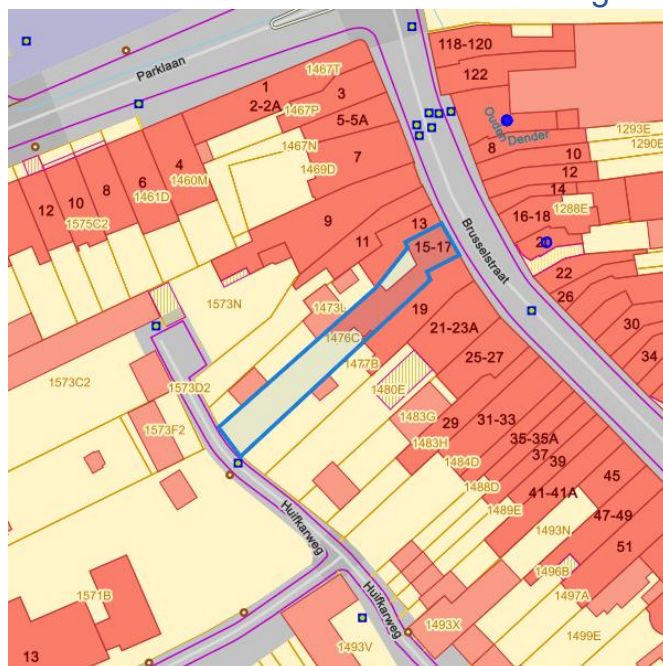 Parklaan
1467T
118-120
1
2-2A
1467P
3
122
5-5A
Ouden
Dender
1293E
1290E
1467N
1469D
7
8
10
12
4
1460M
6
1461D
8
10
1575C2
12
14
16-18
1288E
20
9
11
13
15-17
Brusselstraat
22
26
30
34
1573N
1476C
19
21-23A
25-27
1477B
1480E
1573C2
1573D2
1573F2
1483G
1483H
29
31-33
35-35A
37
39
1484D
1488D
1489E
41-41A
45
47-49
51
1493N
1496B
1497A
1499E
Huifkarweg
Huifkarweg
1571B
13
1493V
1493X